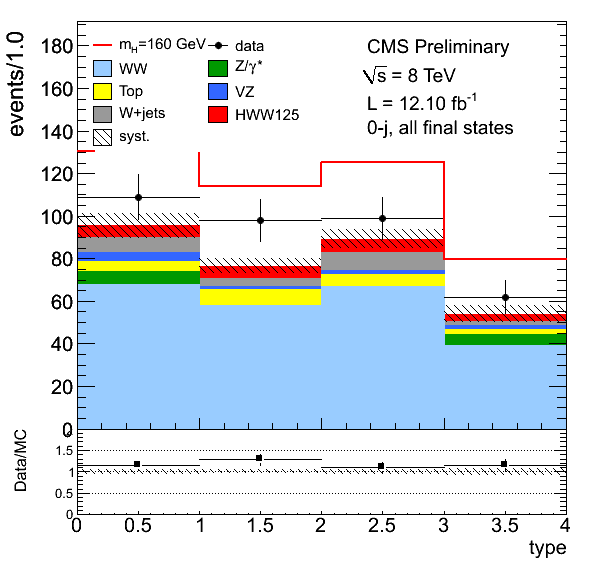 events/1.0
180
160
140
120
100
80
60
40
20
0
m_H=160 GeV
data
WW
Z/γ*
Top
VZ
W+jets
HWW125
syst.
CMS Preliminary
√s = 8 TeV
L = 12.10 fb⁻¹
0-j, all final states
Data/MC
2
1.5
1
0.5
0
0 0.5 1 1.5 2 2.5 3 3.5 4
type